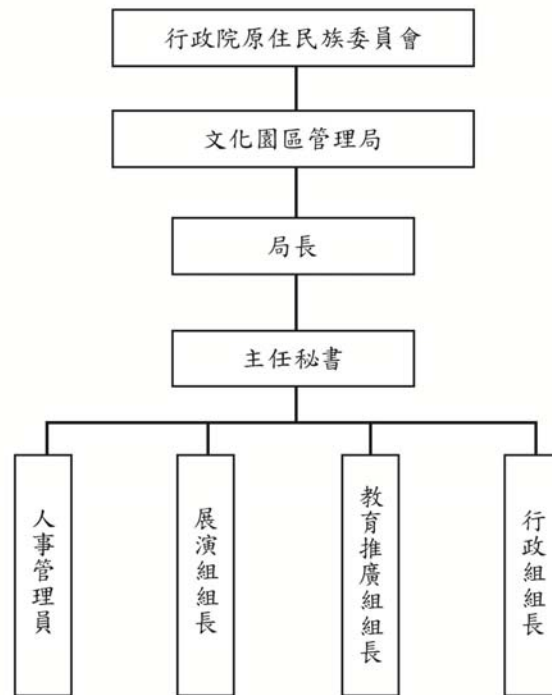 行政院原住民族委員會
文化園區管理局
局長
主任秘書
人事管理員
展演組組長
教育推廣組組長
行政組組長